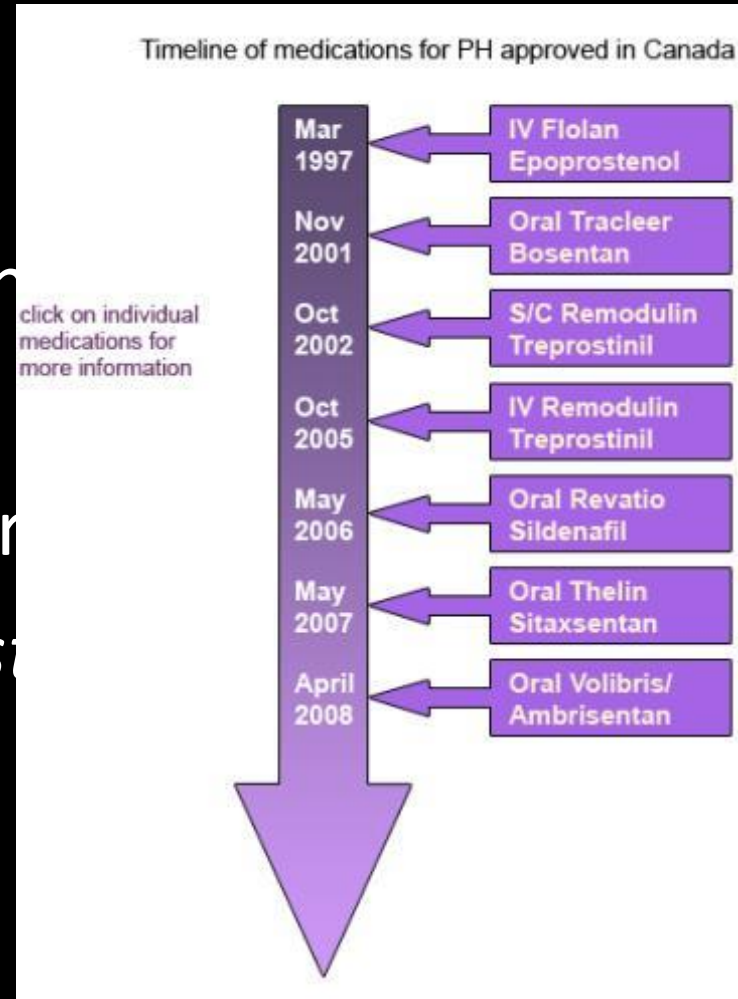 Timeline of medications for PH approved in Canada
Mar
1997
IV Flolan
Epoprostenol
Nov
2001
Oral Tracleer
Bosentan
click on individual
medications for
more information
Oct
2002
S/C Remodulin
Treprostinil
Oct
2005
IV Remodulin
Treprostinil
May
2006
Oral Revatio
Sildenafil
May
2007
Oral Thelin
Sitaxsentan
April
2008
Oral Volibris/
Ambrisentan